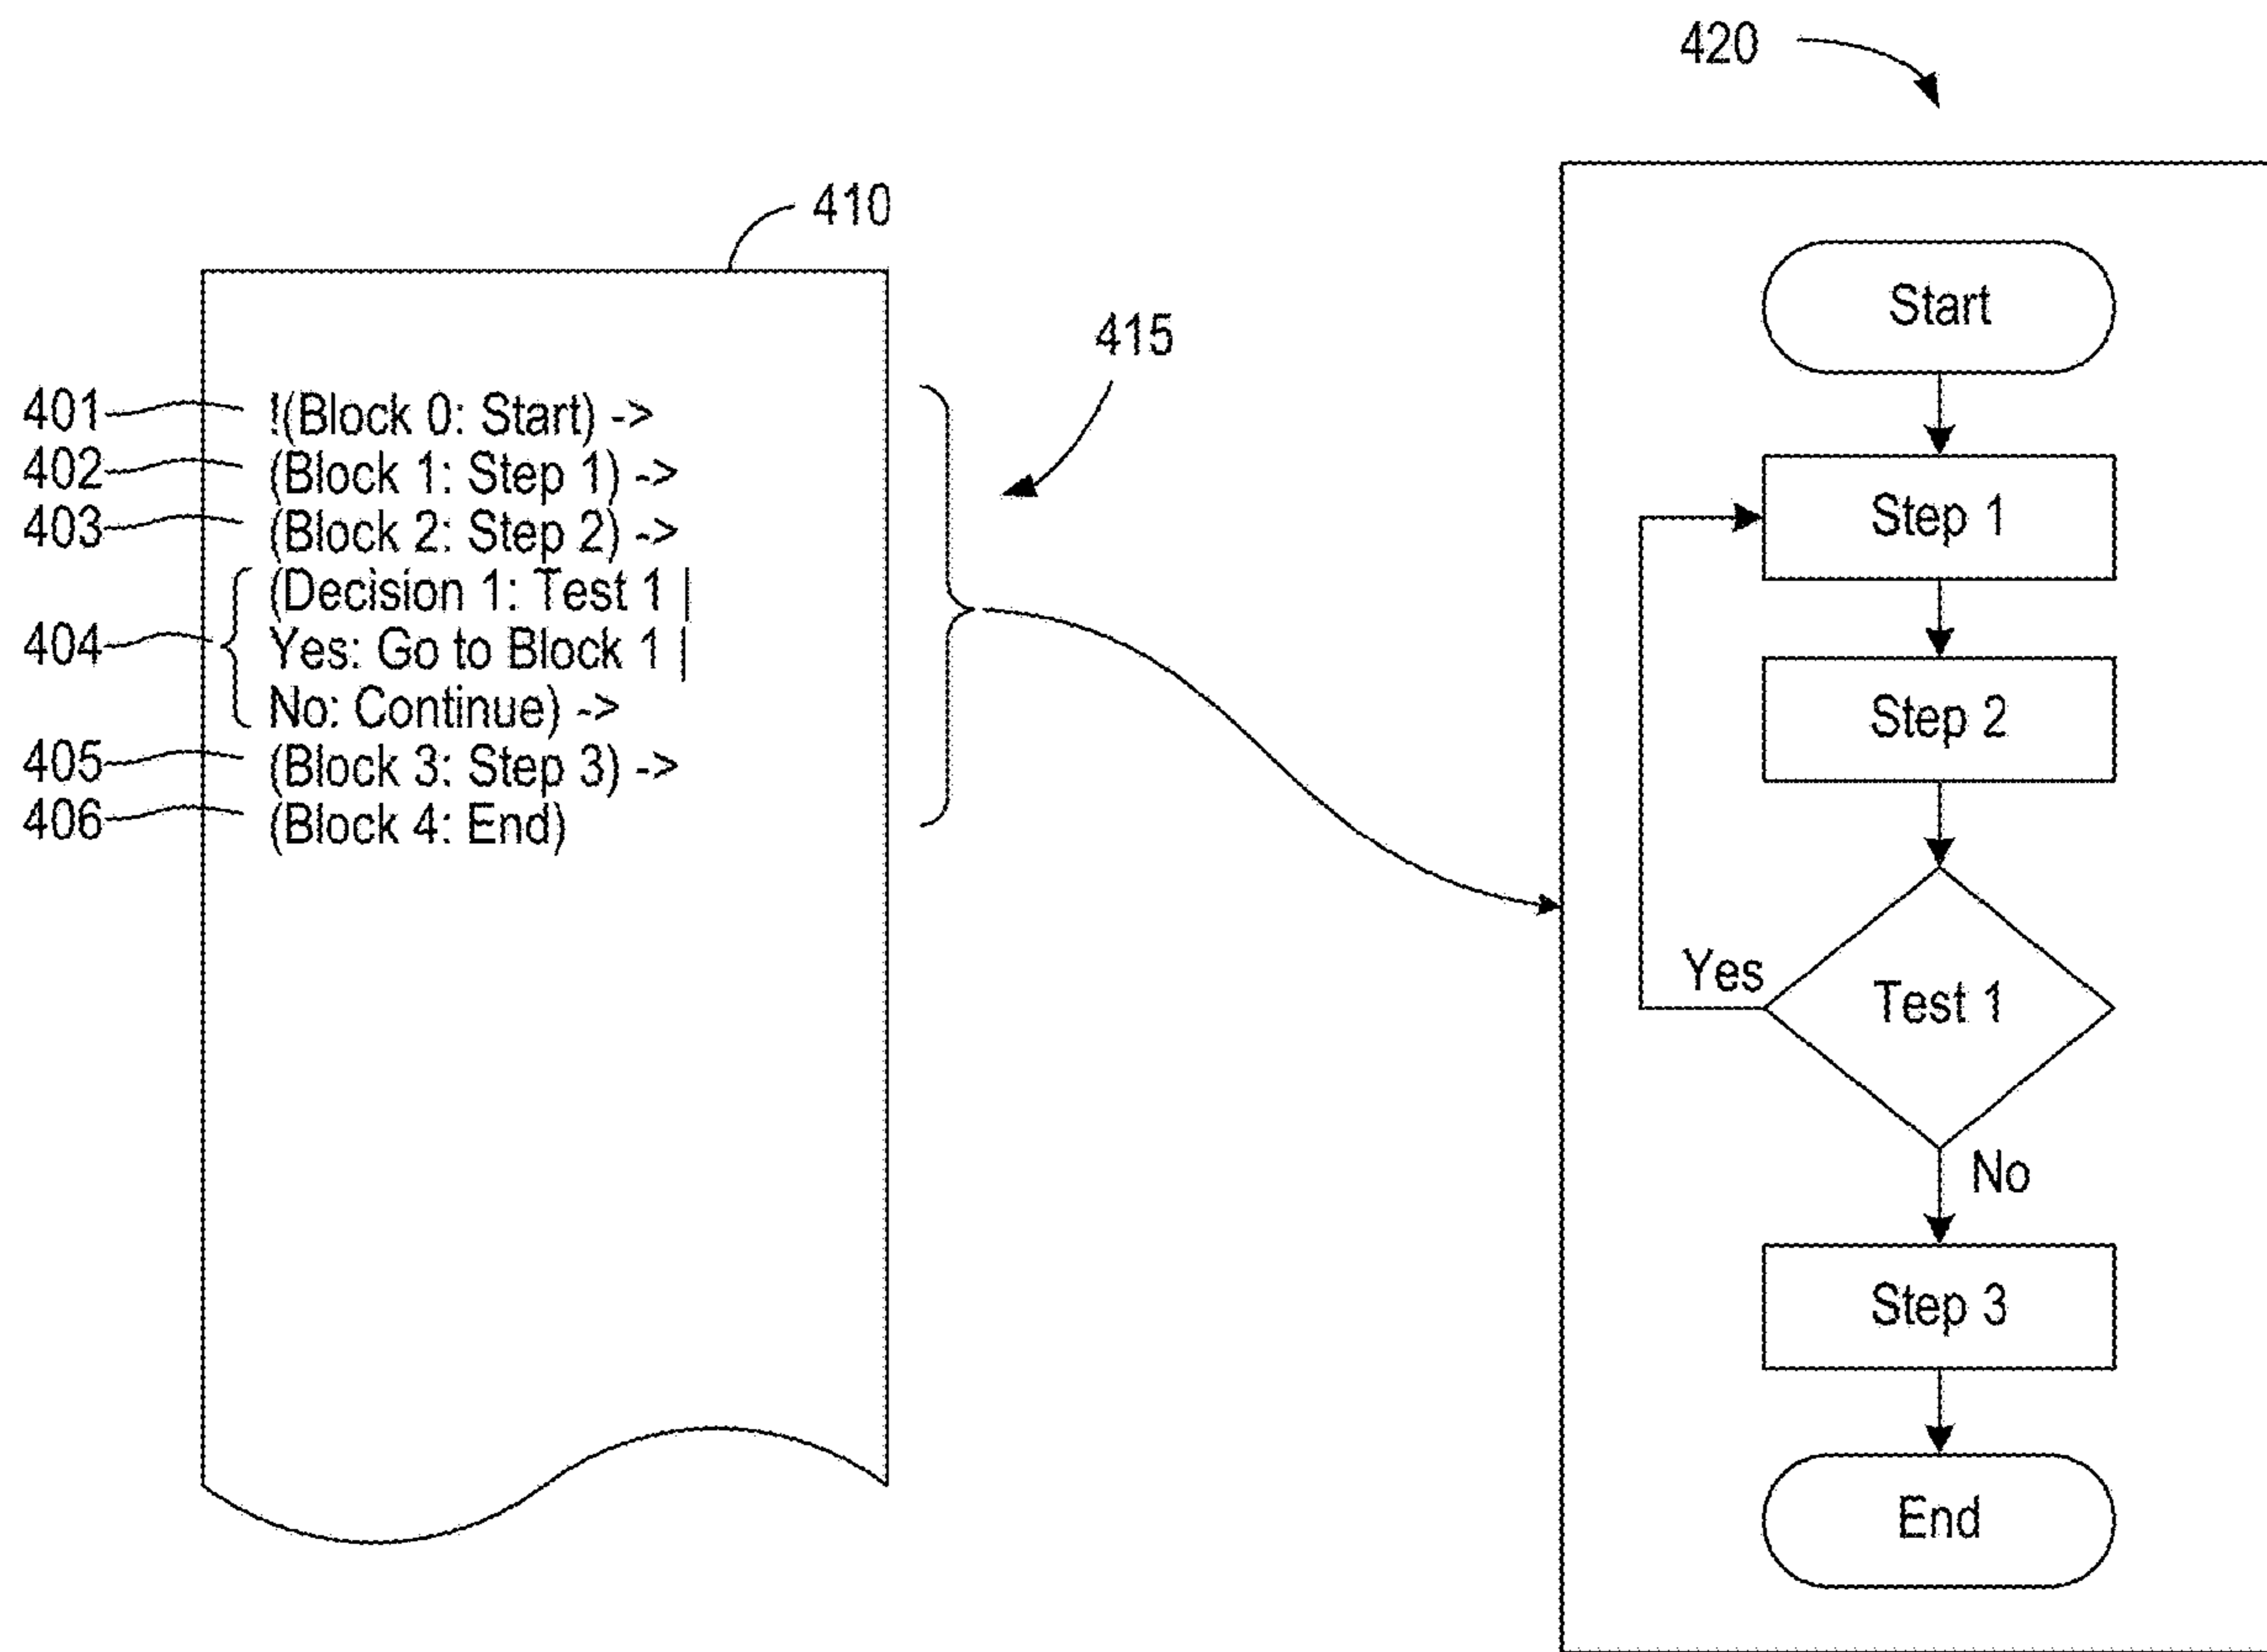 420
410
415
401
!(Block 0: Start) ->
402
(Block 1: Step 1) ->
403
(Block 2: Step 2) ->
(Decision 1: Test 1 |
404
Yes: Go to Block 1 |
No: Continue) ->
405
(Block 3: Step 3) ->
406
(Block 4: End)
Start
Step 1
Step 2
Yes
Test 1
No
Step 3
End